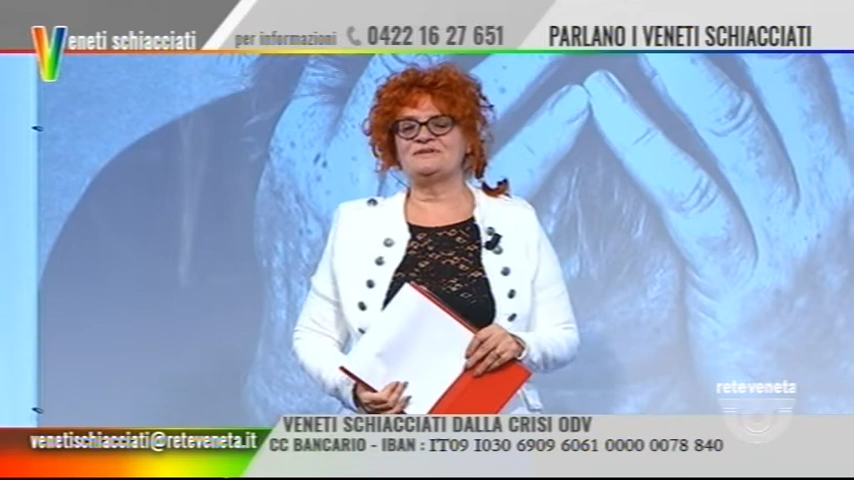 Veneti schiacciati
per informazioni 0422 16 27 651
PARLANO I VENETI SCHIACCIATI
reteveneta
venetischiacciati@reteveneta.it
VENETI SCHIACCIATI DALLA CRISI ODV
CC BANCARIO - IBAN : IT09 I030 6909 6061 0000 0078 840